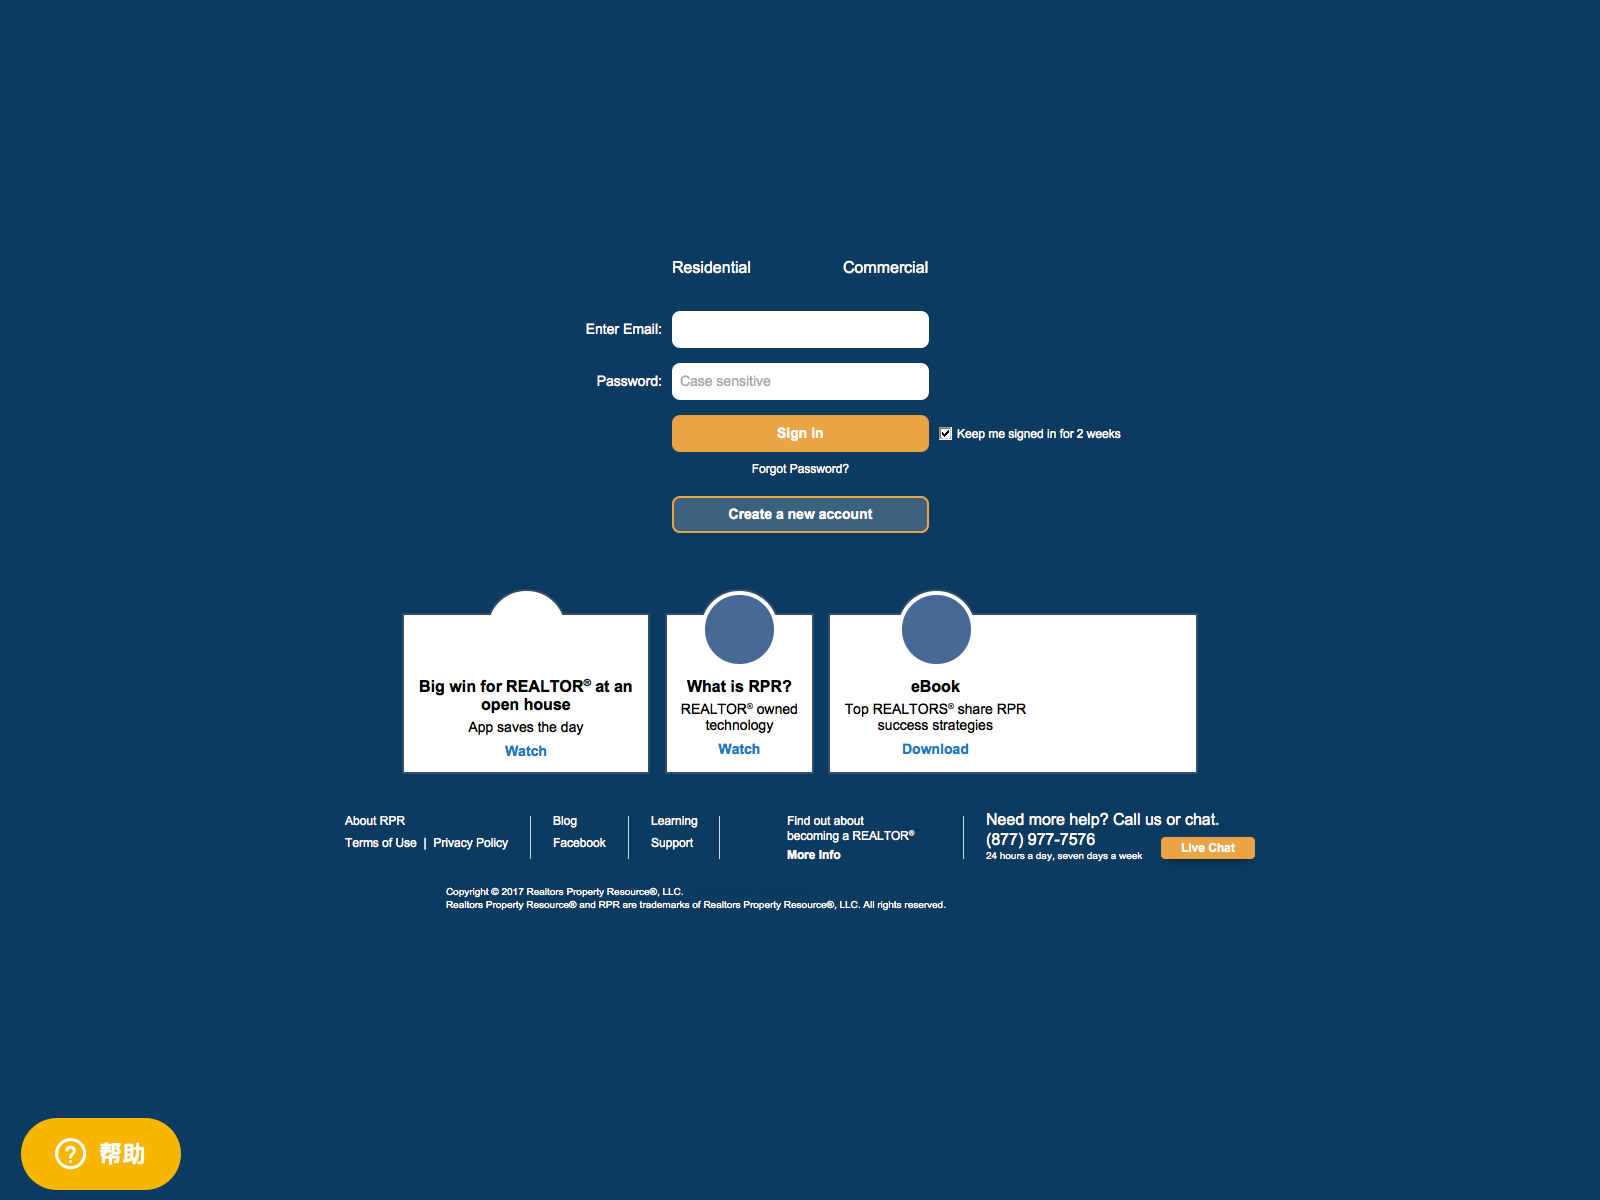 Residential
Commercial
Enter Email:
Password:
Case sensitive
Sign in
Keep me signed in for 2 weeks
Forgot Password?
Create a new account
Big win for REALTOR® at an
open house
App saves the day
Watch
What is RPR?
REALTOR® owned
technology
Watch
eBook
Top REALTORS® share RPR
success strategies
Download
About RPR
Terms of Use | Privacy Policy
Blog
Facebook
Learning
Support
Find out about
becoming a REALTOR®
More Info
Need more help? Call us or chat.
(877) 977-7576
24 hours a day, seven days a week
Live Chat
Copyright © 2017 Realtors Property Resource®, LLC.
Realtors Property Resource® and RPR are trademarks of Realtors Property Resource®, LLC. All rights reserved.
帮助